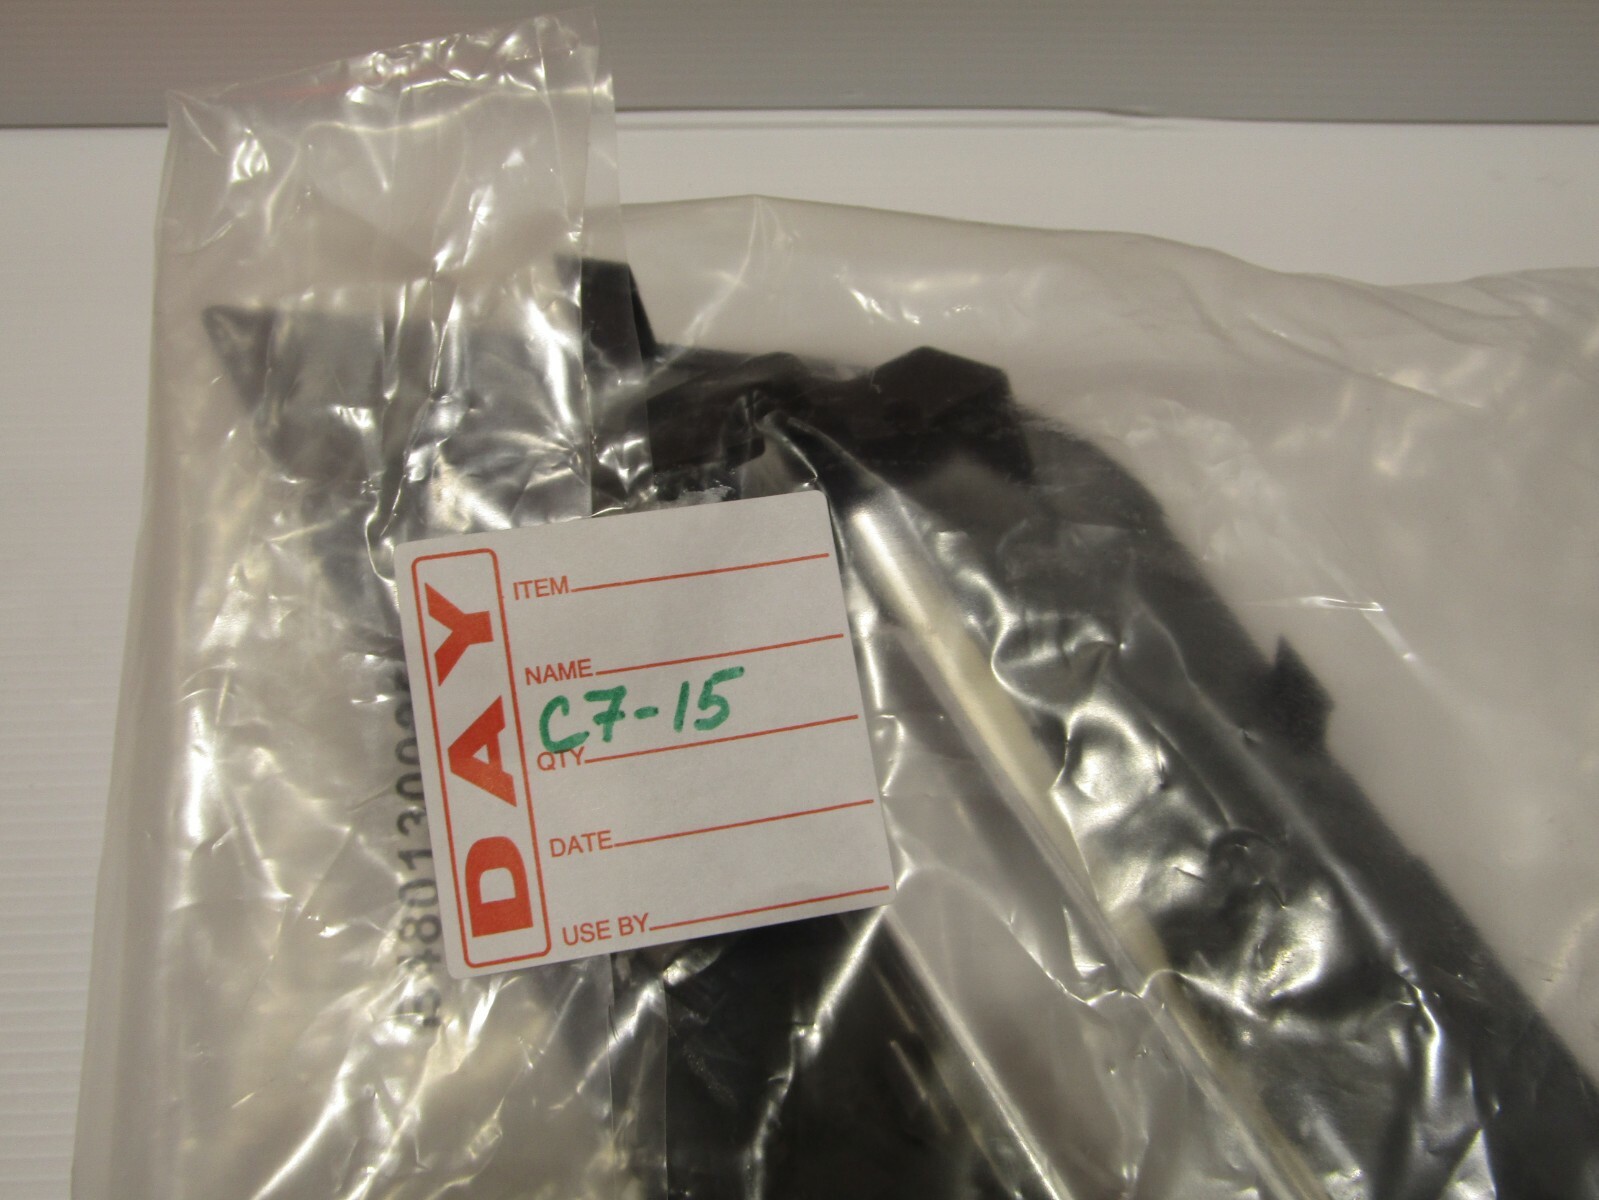 DAY
ITEM
NAME
C7-15
QTY
DATE
USE BY